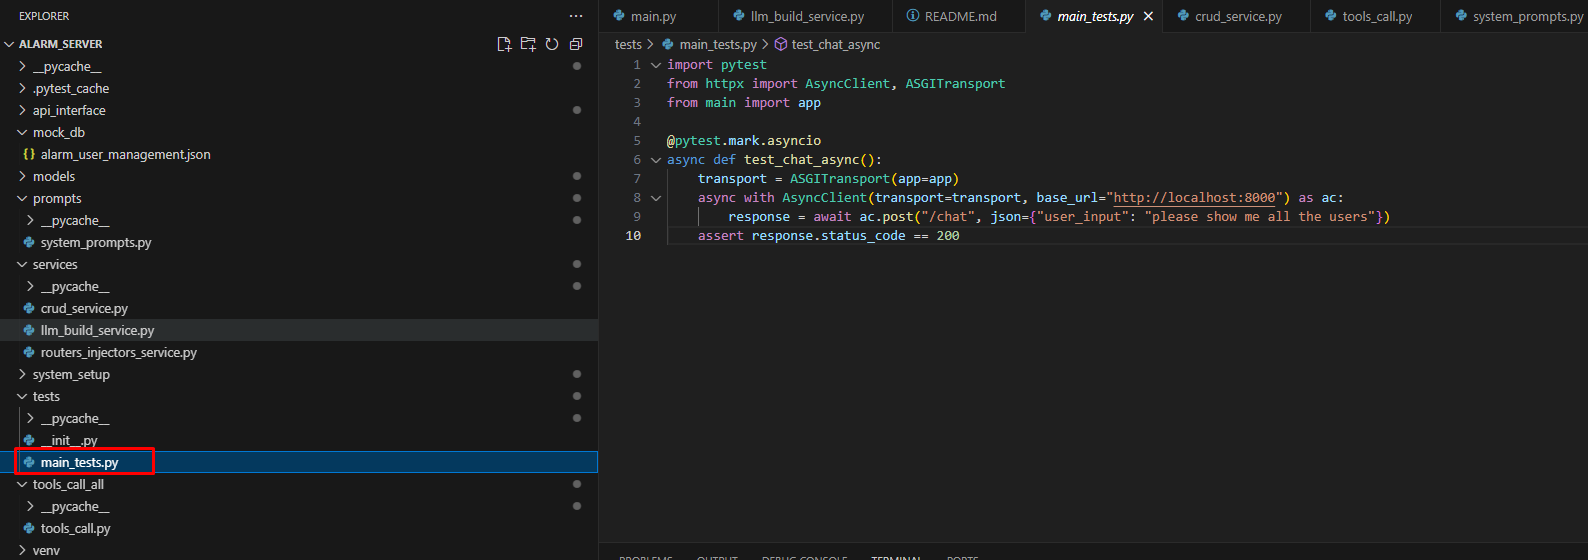 EXPLORER
ALARM_SERVER
__pycache__
.pytest_cache
api_interface
mock_db
{} alarm_user_management.json
models
prompts
__pycache__
system_prompts.py
services
__pycache__
crud_service.py
llm_build_service.py
routers_injectors_service.py
system_setup
tests
__pycache__
__init__.py
main_tests.py
tools_call_all
__pycache__
tools_call.py
venv
main.py llm_build_service.py README.md main_tests.py crud_service.py tools_call.py system_prompts.py
tests > main_tests.py > test_chat_async
1 import pytest
2 from httpx import AsyncClient, ASGITransport
3 from main import app
4
5 @pytest.mark.asyncio
6 async def test_chat_async():
7 transport = ASGITransport(app=app)
8 async with AsyncClient(transport=transport, base_url="http://localhost:8000") as ac:
9 response = await ac.post("/chat", json={"user_input": "please show me all the users"})
10 assert response.status_code == 200
PROBLEMS OUTPUT DEBUG CONSOLE TERMINAL PORTS